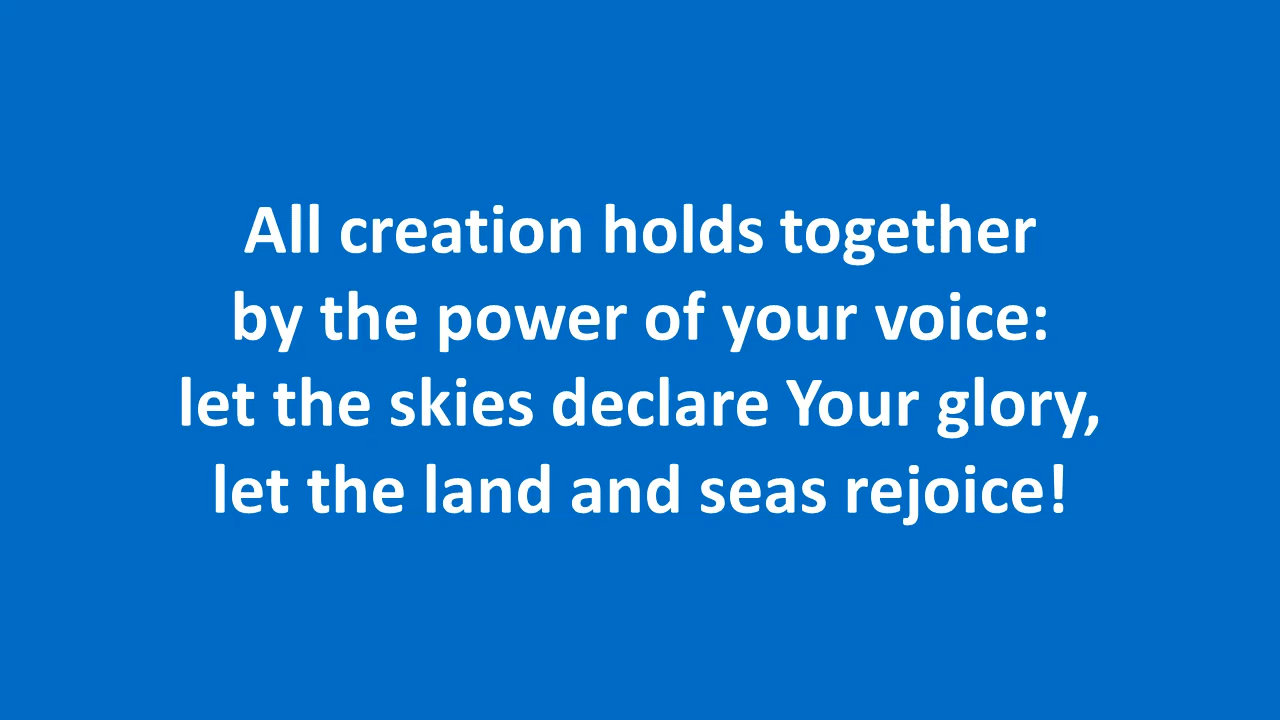 All creation holds together
by the power of your voice:
let the skies declare Your glory,
let the land and seas rejoice!